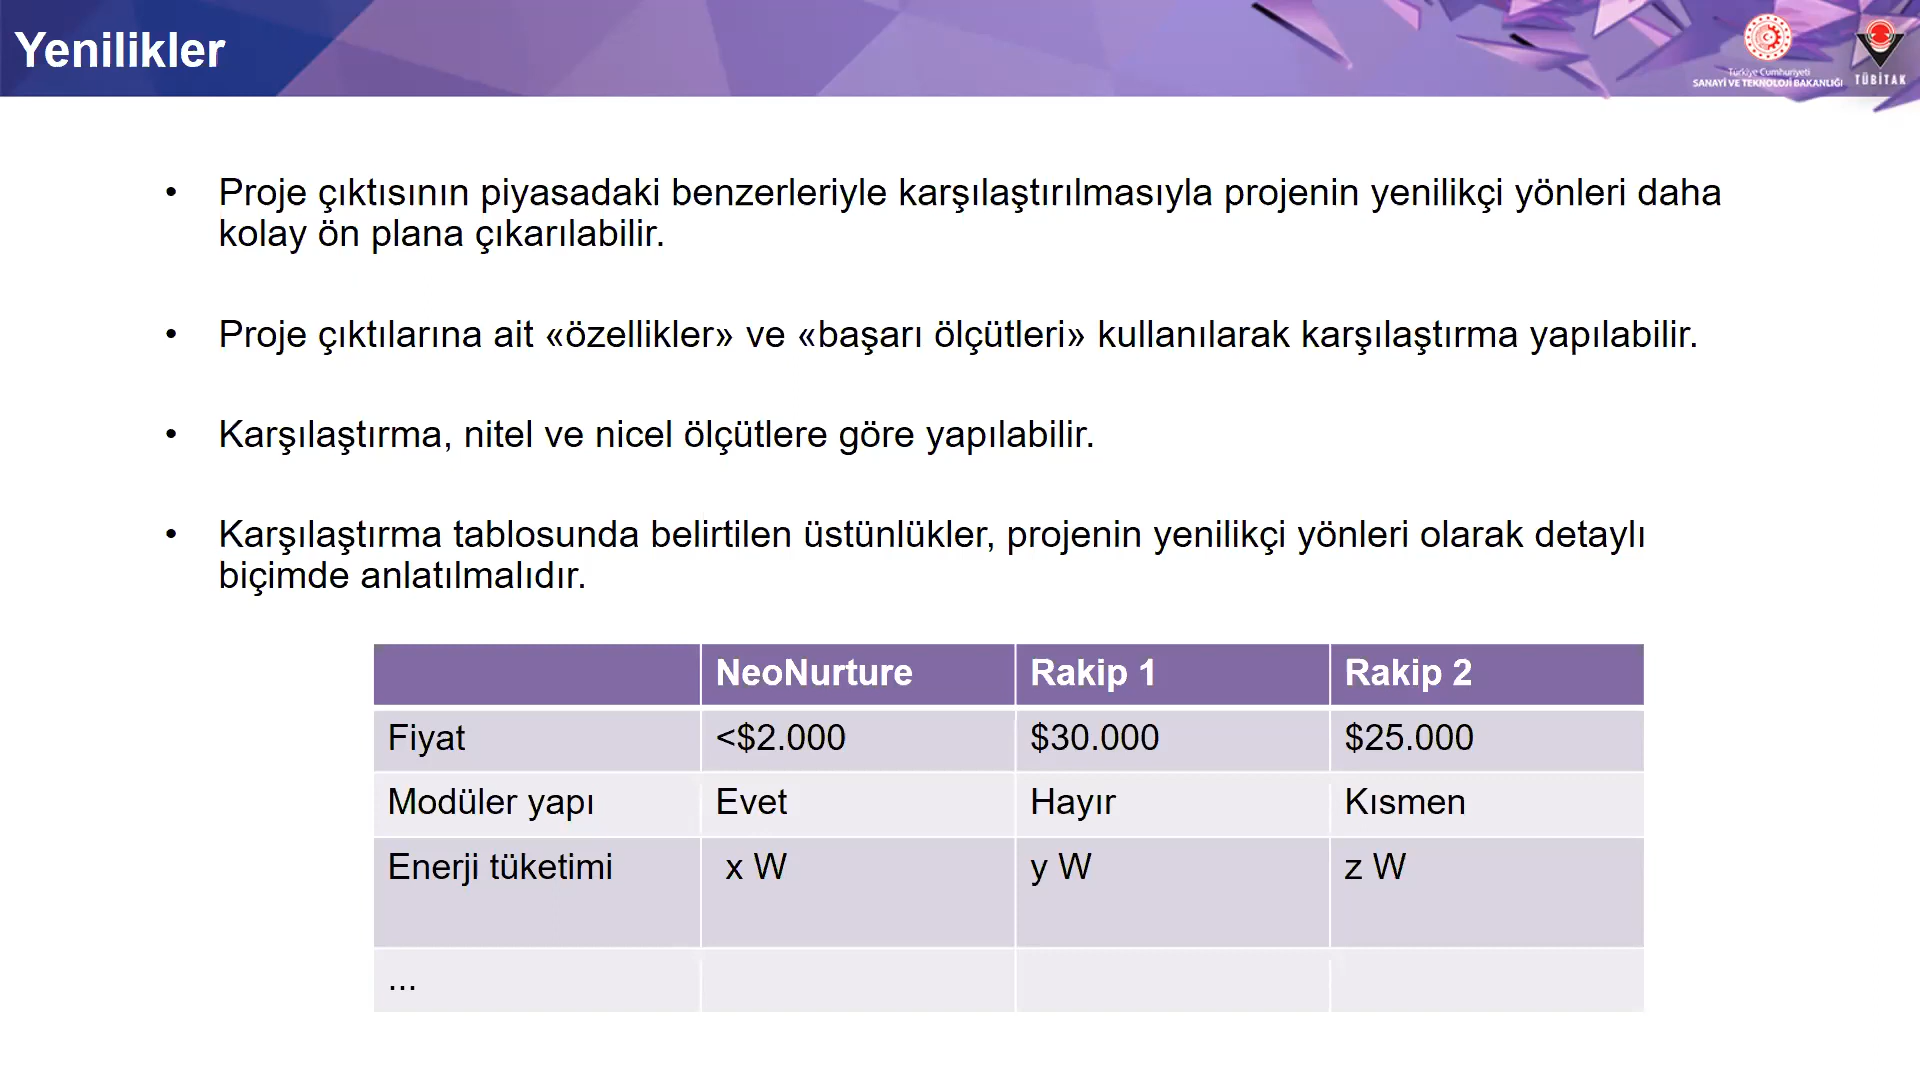 Yenilikler
Türkiye Cumhuriyeti
SANAYİ VE TEKNOLOJİ BAKANLIĞI
TÜBİTAK
• Proje çıktısının piyasadaki benzerleriyle karşılaştırılmasıyla projenin yenilikçi yönleri daha
kolay ön plana çıkarılabilir.
• Proje çıktılarına ait «özellikler» ve «başarı ölçütleri» kullanılarak karşılaştırma yapılabilir.
• Karşılaştırma, nitel ve nicel ölçütlere göre yapılabilir.
• Karşılaştırma tablosunda belirtilen üstünlükler, projenin yenilikçi yönleri olarak detaylı
biçimde anlatılmalıdır.
NeoNurture Rakip 1 Rakip 2
Fiyat <$2.000 $30.000 $25.000
Modüler yapı Evet Hayır Kısmen
Enerji tüketimi x W y W z W
...